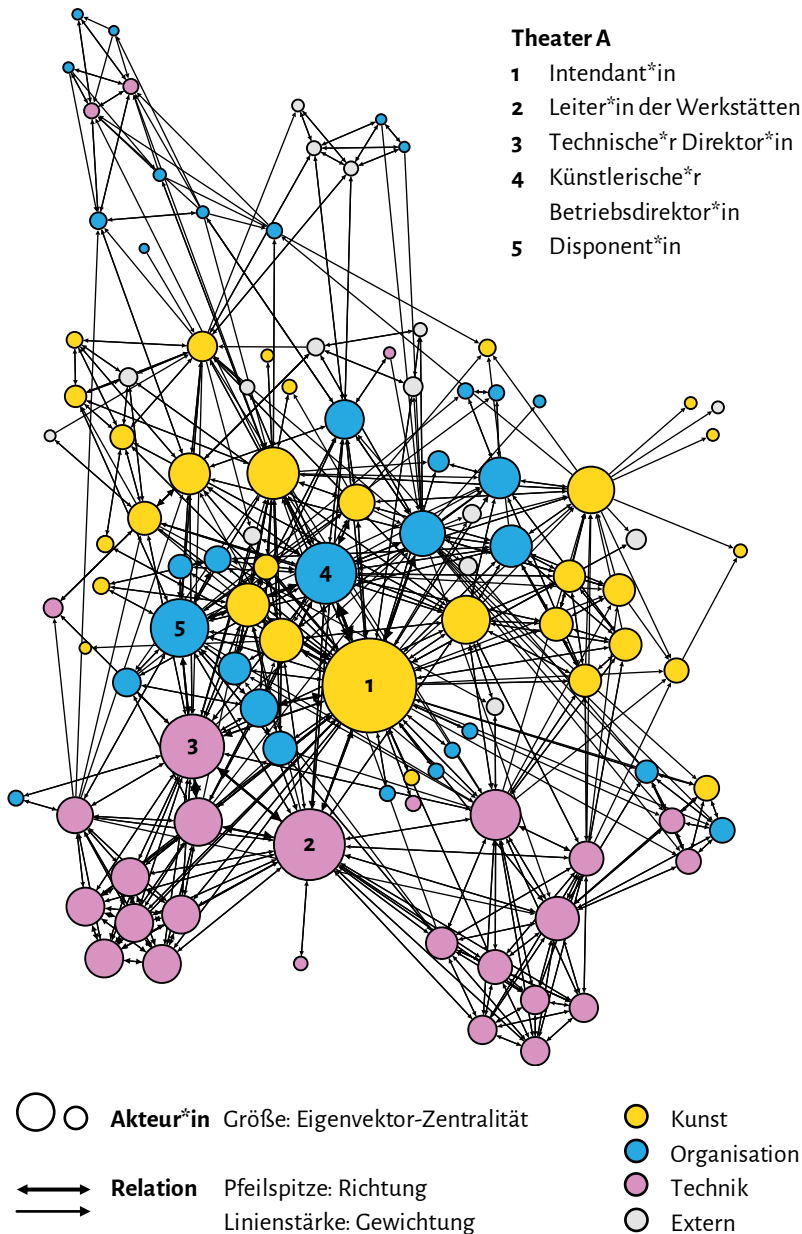 Theater A
1 Intendant*in
2 Leiter*in der Werkstätten
3 Technische*r Direktor*in
4 Künstlerische*r
Betriebsdirektor*in
5 Disponent*in
4
5
1
3
2
Akteur*in Größe: Eigenvektor-Zentralität
Relation Pfeilspitze: Richtung
Linienstärke: Gewichtung
Kunst
Organisation
Technik
Extern